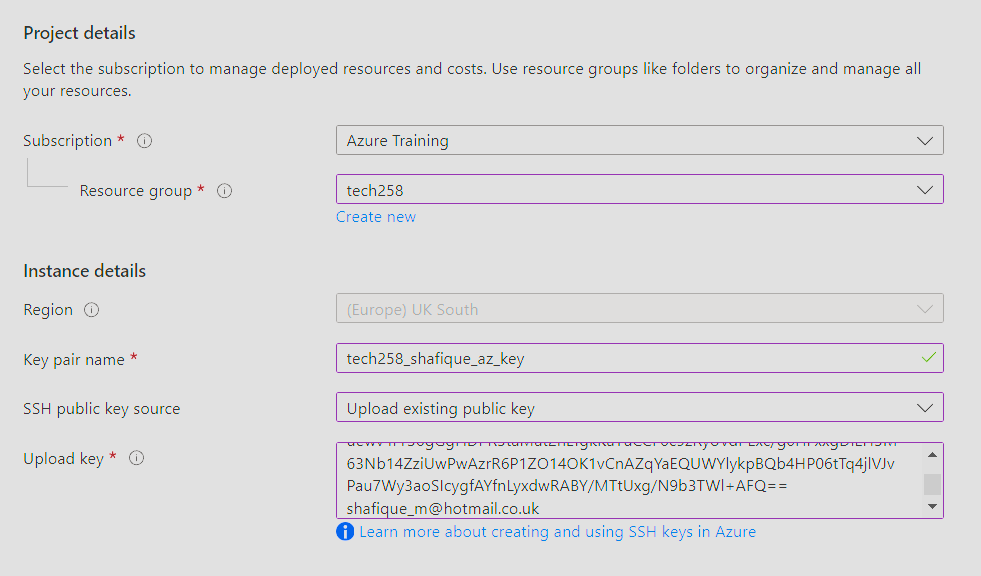 Project details
Select the subscription to manage deployed resources and costs. Use resource groups like folders to organize and manage all
your resources.
Subscription *
Azure Training
Resource group *
tech258
Create new
Instance details
Region
(Europe) UK South
Key pair name *
tech258_shafique_az_key
SSH public key source
Upload existing public key
Upload key *
63Nb14ZziUwPwAzrR6P1ZO14OK1vCnAZqYaEQUWYlykpBQb4HP06tTq4jlVJv
Pau7Wy3aoSIcygfAYfnLyxdwRABY/MTtUxg/N9b3TWl+AFQ==
shafique_m@hotmail.co.uk
Learn more about creating and using SSH keys in Azure